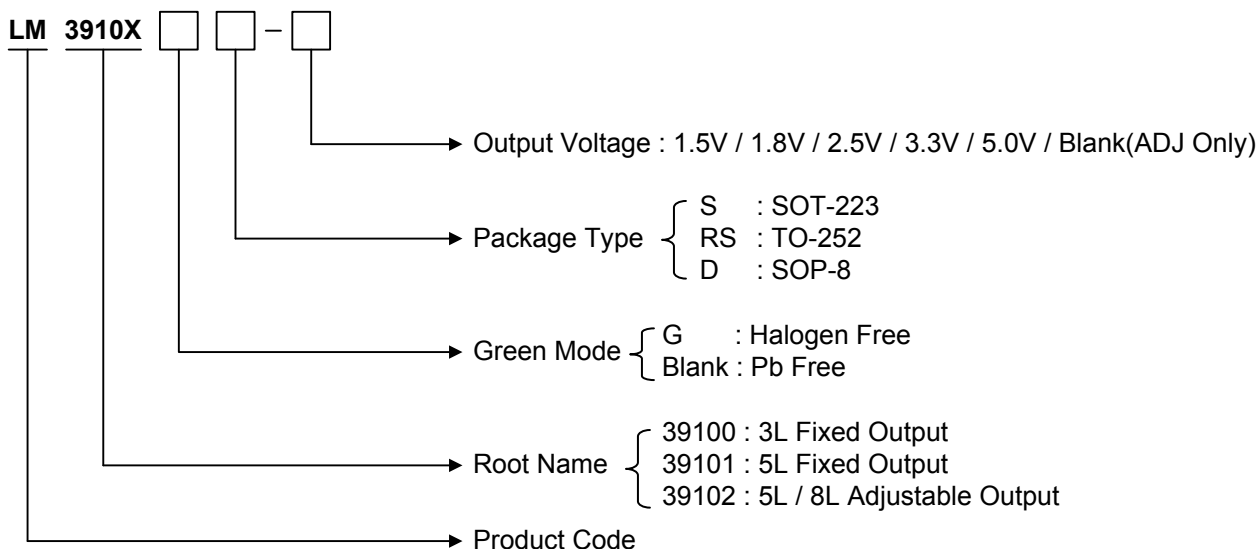 LM 3910X –
Output Voltage : 1.5V / 1.8V / 2.5V / 3.3V / 5.0V / Blank(ADJ Only)
Package Type
S : SOT-223
RS : TO-252
D : SOP-8
Green Mode
G : Halogen Free
Blank : Pb Free
Root Name
39100 : 3L Fixed Output
39101 : 5L Fixed Output
39102 : 5L / 8L Adjustable Output
Product Code